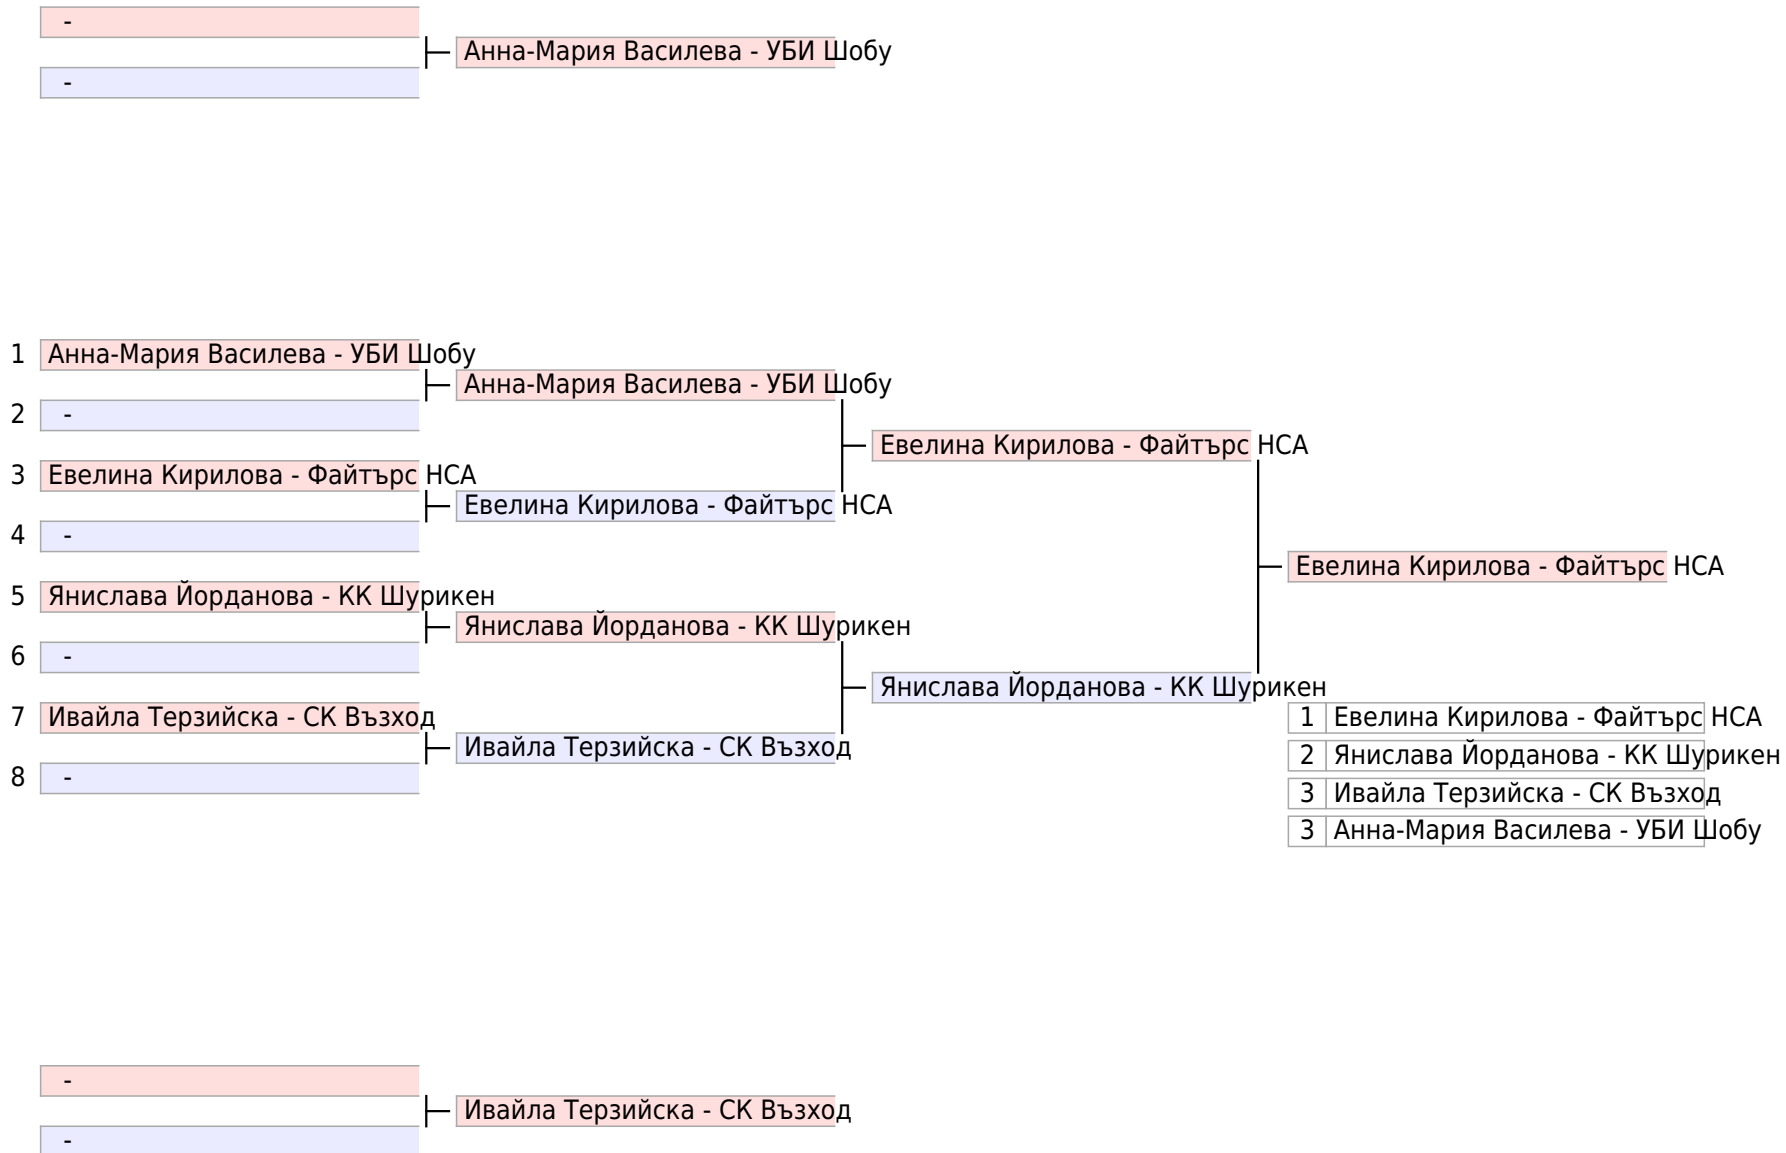 -
Анна-Мария Василева - УБИ Шобу
-
1 Анна-Мария Василева - УБИ Шобу
Анна-Мария Василева - УБИ Шобу
2 -
Евелина Кирилова - Файтърс НСА
3 Евелина Кирилова - Файтърс НСА
Евелина Кирилова - Файтърс НСА
4 -
Евелина Кирилова - Файтърс НСА
5 Янислава Йорданова - КК Шурикен
Янислава Йорданова - КК Шурикен
6 -
Янислава Йорданова - КК Шурикен
7 Ивайла Терзийска - СК Възход
Ивайла Терзийска - СК Възход
8 -
1 Евелина Кирилова - Файтърс НСА
2 Янислава Йорданова - КК Шурикен
3 Ивайла Терзийска - СК Възход
3 Анна-Мария Василева - УБИ Шобу
-
Ивайла Терзийска - СК Възход
-